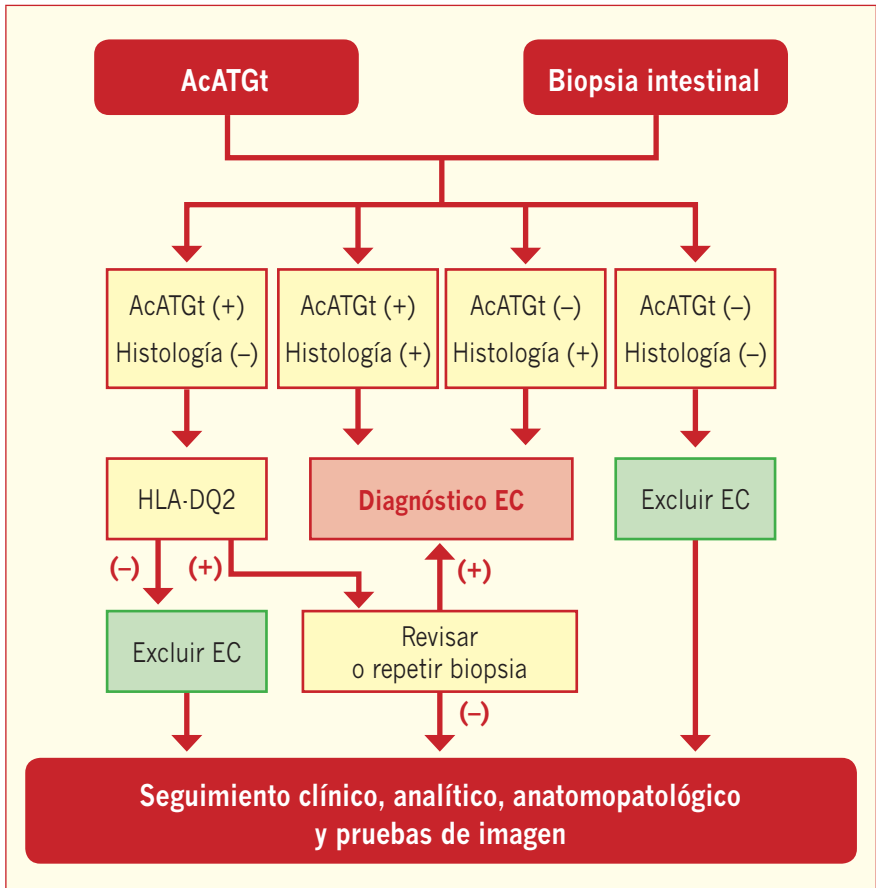 AcATGt
Biopsia intestinal
AcATGt (+)
Histología (–)
AcATGt (+)
Histología (+)
AcATGt (–)
Histología (+)
AcATGt (–)
Histología (–)
HLA-DQ2
Diagnóstico EC
Excluir EC
(–)
(+)
(+)
Excluir EC
Revisar
o repetir biopsia
(–)
Seguimiento clínico, analítico, anatomopatológico
y pruebas de imagen